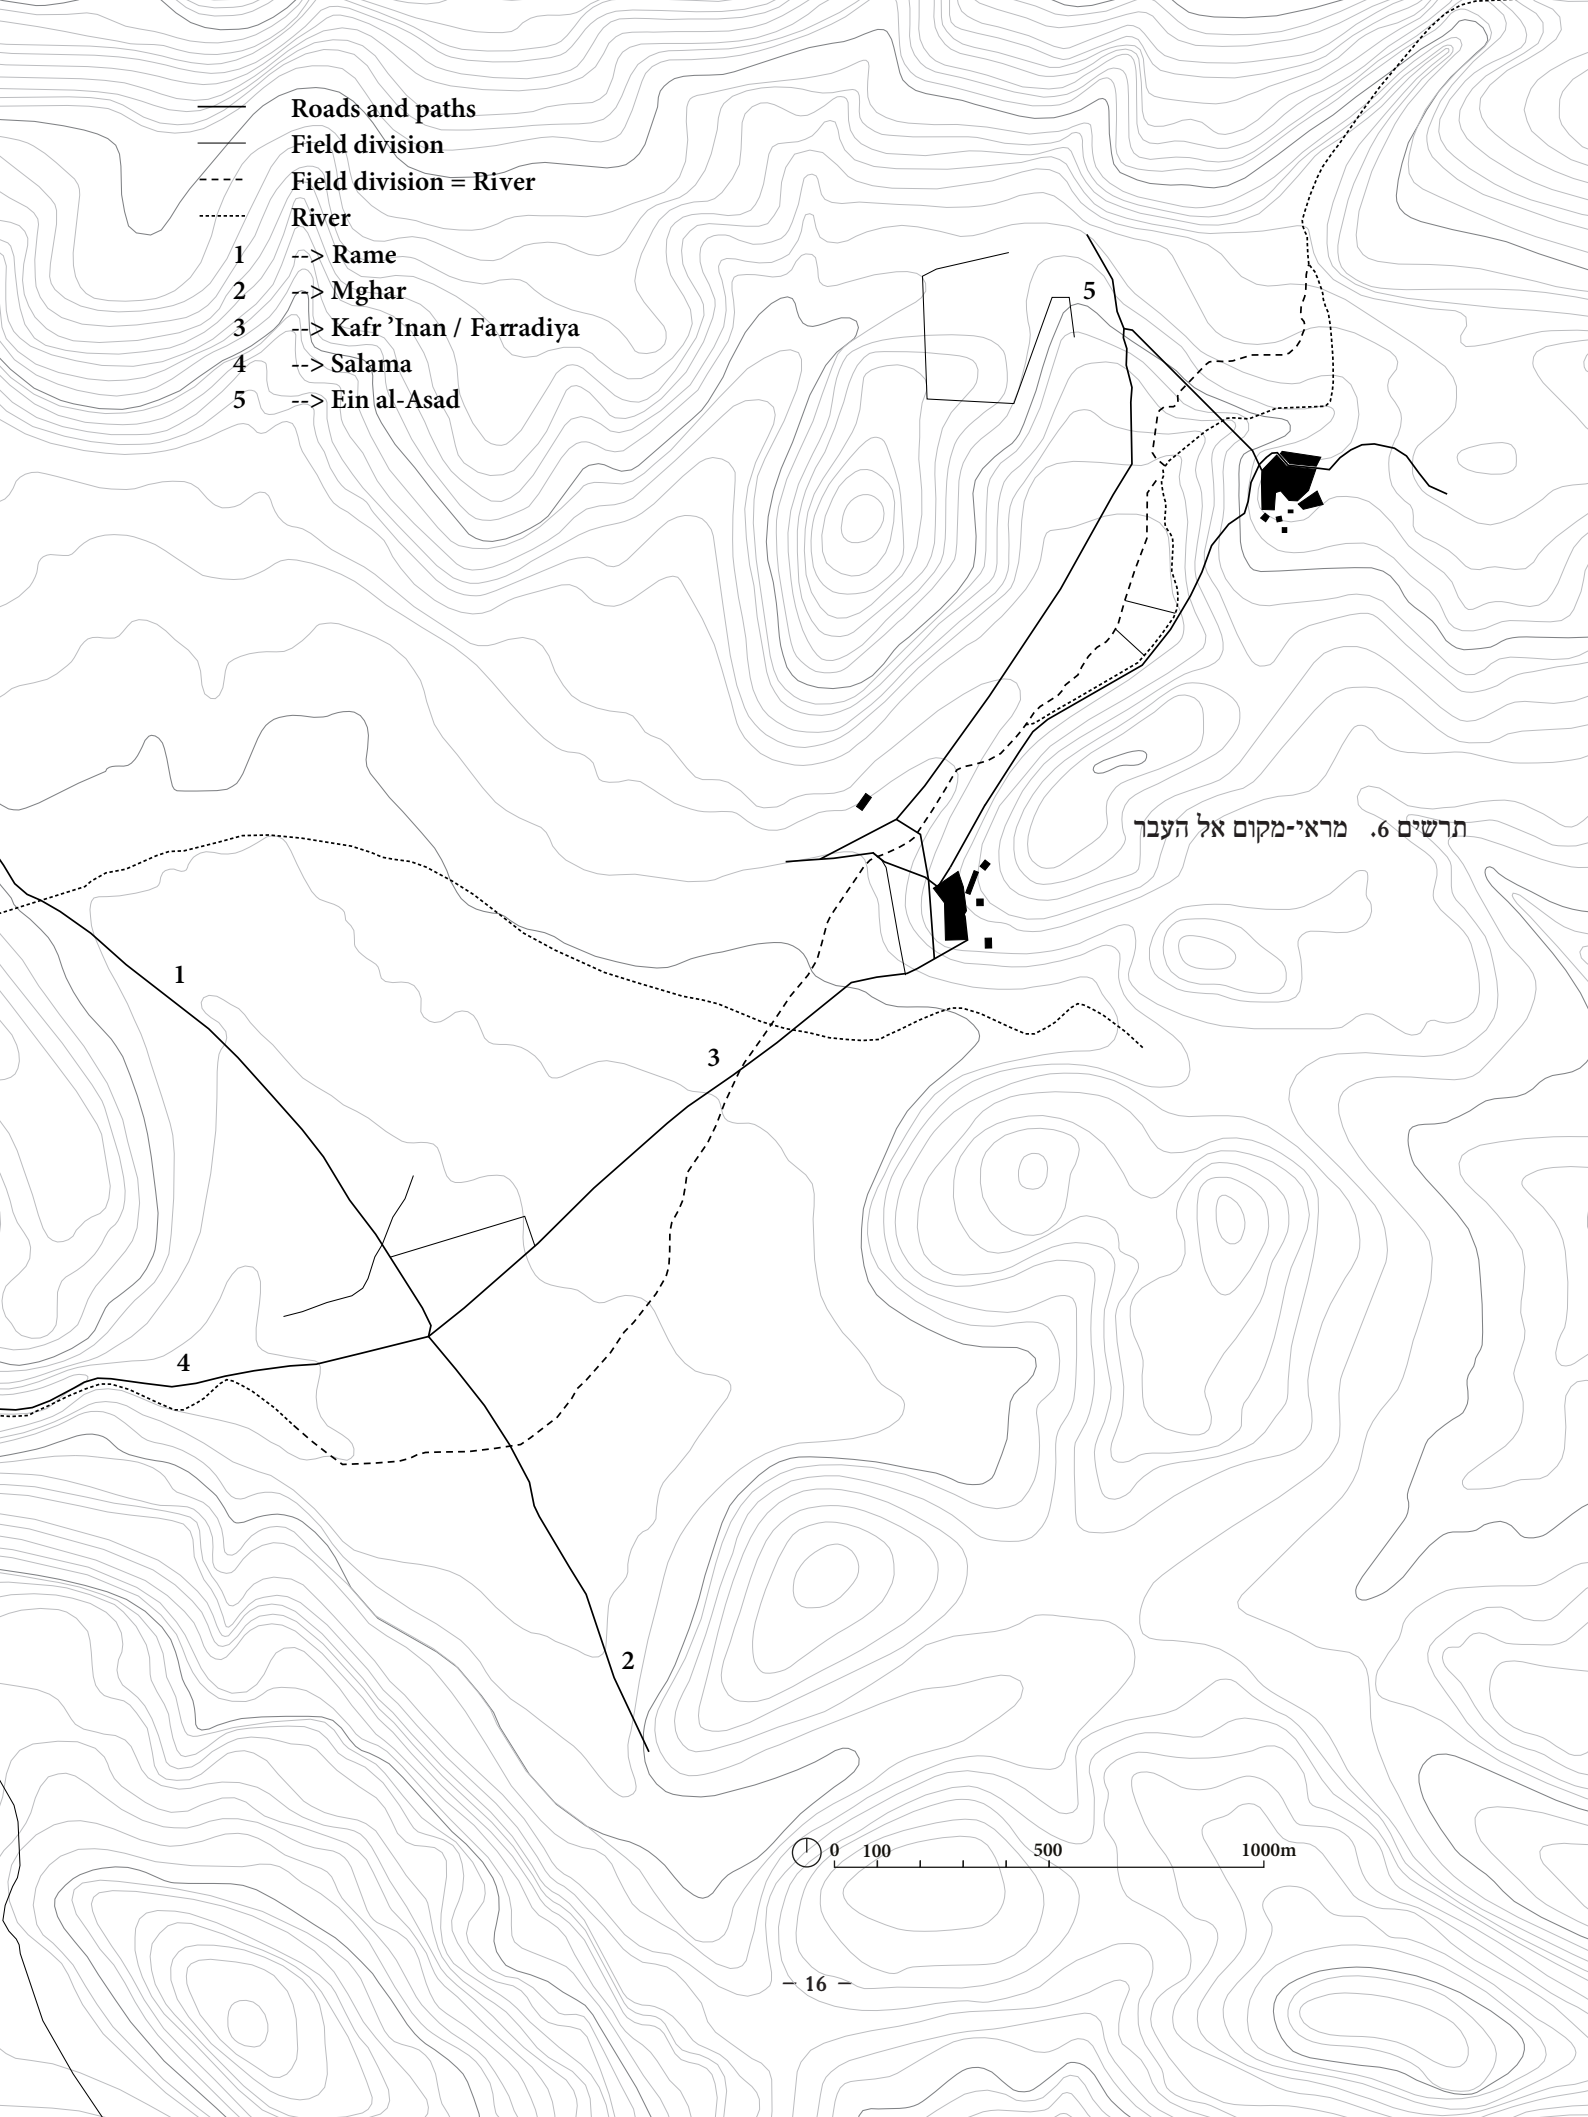 Roads and paths
Field division
Field division = River
River
1 --> Rame
2 --> Mghar
3 --> Kafr ’Inan / Farradiya
4 --> Salama
5 --> Ein al-Asad
5
תרשים 6. מראי-מקום אל העבר
1
3
4
2
0 100 500 1000m
– 16 –